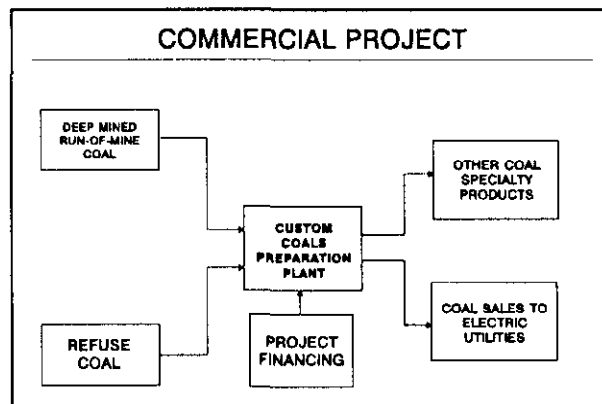 COMMERCIAL PROJECT
DEEP MINED
RUN-OF-MINE
COAL
OTHER COAL
SPECIALTY
PRODUCTS
CUSTOM
COALS
PREPARATION
PLANT
REFUSE
COAL
PROJECT
FINANCING
COAL SALES TO
ELECTRIC
UTILITIES